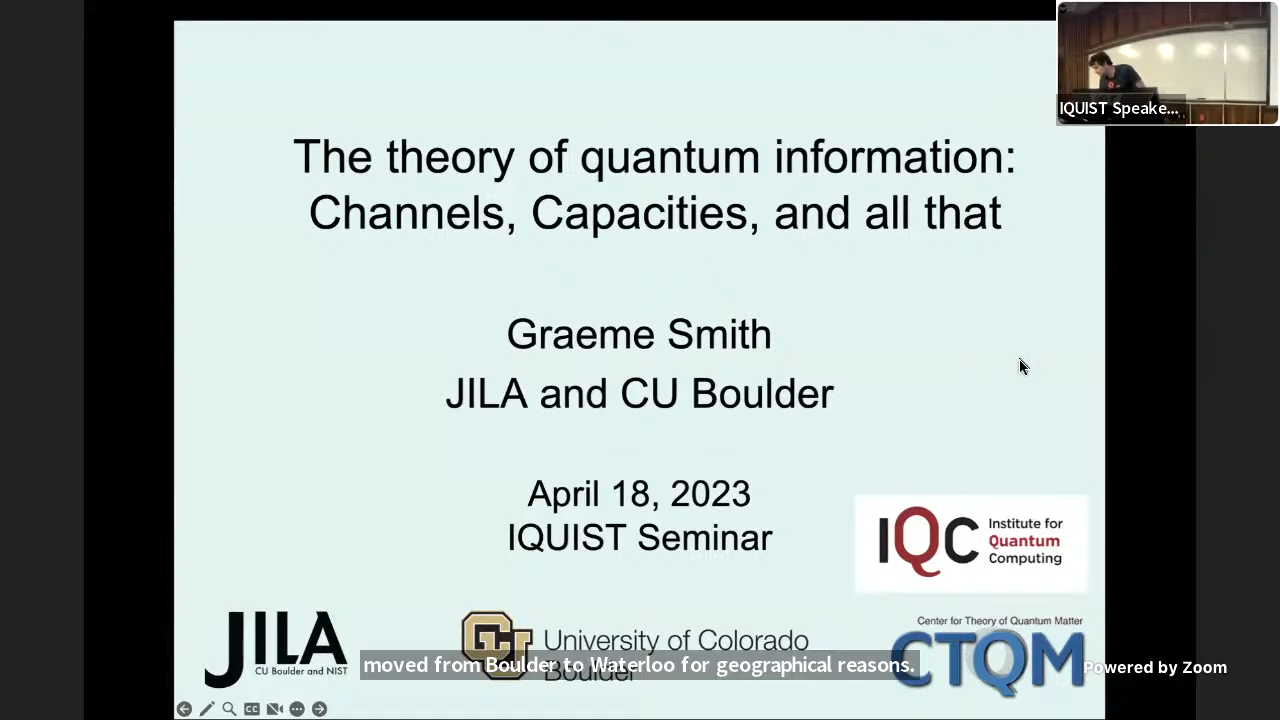 IQUIST Speake...
The theory of quantum information:
Channels, Capacities, and all that
Graeme Smith
JILA and CU Boulder
April 18, 2023
IQUIST Seminar
IQC
Institute for
Quantum
Computing
JILA
CU Boulder and NIST
CU
University of Colorado
Boulder
Center for Theory of Quantum Matter
CTQM
moved from Boulder to Waterloo for geographical reasons.
Powered by Zoom
CC